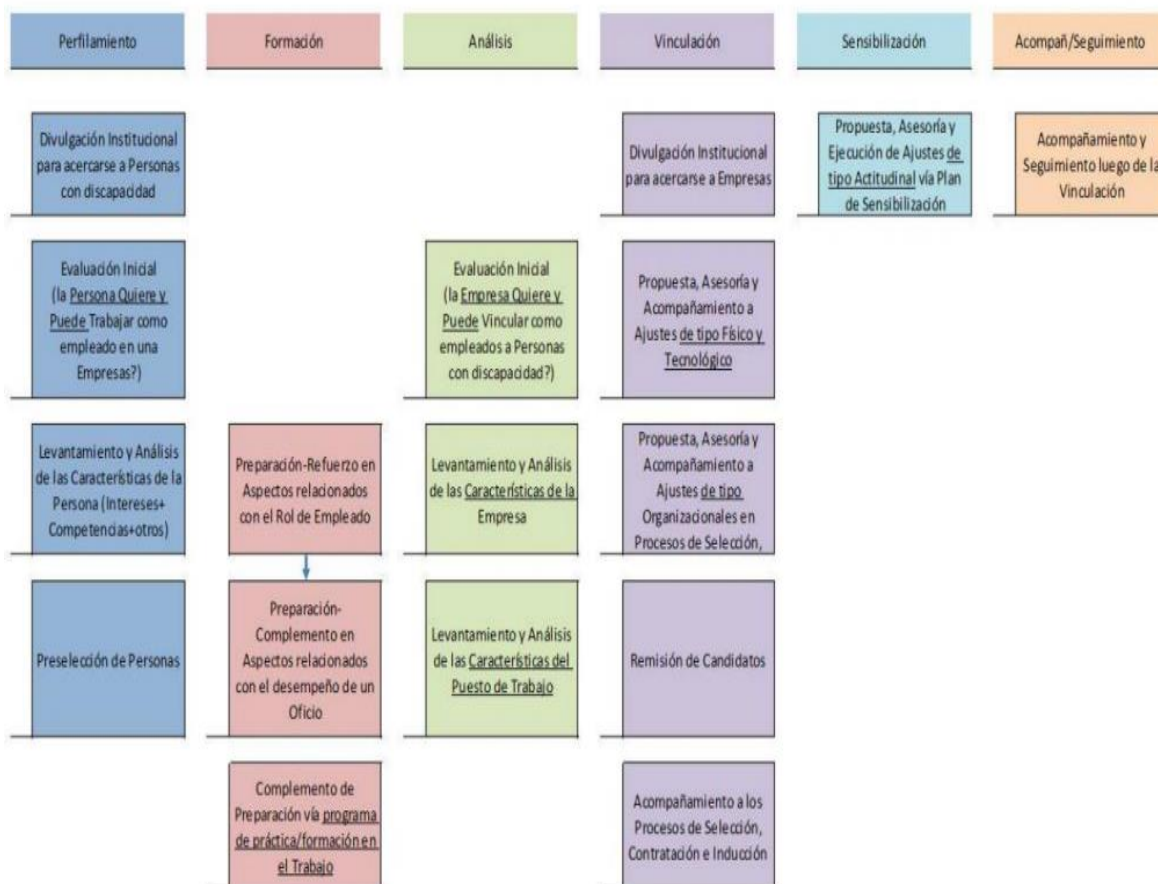 Perfilamiento
Formación
Análisis
Vinculación
Sensibilización
Acompañ/Seguimiento
Divulgación Institucional
para acercarse a Personas
con discapacidad
Divulgación Institucional
para acercarse a Empresas
Propuesta, Asesoría y
Ejecución de Ajustes de
tipo Actitudinal vía Plan
de Sensibilización
Acompañamiento y
Seguimiento luego de la
Vinculación
Evaluación Inicial
(la Persona Quiere y
Puede Trabajar como
empleado en una
Empresas?)
Evaluación Inicial
(la Empresa Quiere y
Puede Vincular como
empleados a Personas
con discapacidad?)
Propuesta, Asesoría y
Acompañamiento a
Ajustes de tipo Físico y
Tecnológico
Levantamiento y Análisis
de las Características de la
Persona (Intereses+
Competencias+otros)
Preparación-Refuerzo en
Aspectos relacionados
con el Rol de Empleado
Levantamiento y Análisis
de las Características de la
Empresa
Propuesta, Asesoría y
Acompañamiento a
Ajustes de tipo
Organizacionales en
Procesos de Selección,
Preselección de Personas
Preparación-
Complemento en
Aspectos relacionados
con el desempeño de un
Oficio
Levantamiento y Análisis
de las Características del
Puesto de Trabajo
Remisión de Candidatos
Complemento de
Preparación vía programa
de práctica/formación en
el Trabajo
Acompañamiento a los
Procesos de Selección,
Contratación e Inducción